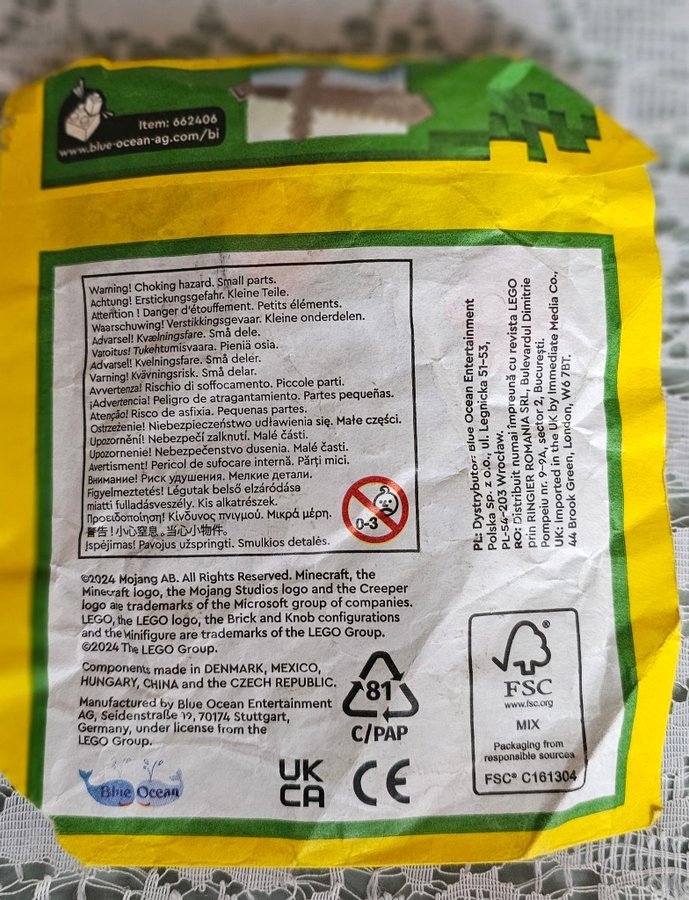 Item: 662406
www.blue-ocean-ag.com/bi
Warning! Choking hazard. Small parts.
Achtung! Erstickungsgefahr. Kleine Teile.
Attention ! Danger d'étouffement. Petits éléments.
Waarschuwing! Verstikkingsgevaar. Kleine onderdelen.
Advarsel! Kvælningsfare. Små dele.
Varoitus! Tukehtumisvaara. Pieniä osia.
Advarsel! Kvelningsfare. Små deler.
Varning! Kvävningsrisk. Små delar.
Avvertenza! Rischio di soffocamento. Piccole parti.
¡Advertencia! Peligro de atragantamiento. Partes pequeñas.
Atenção! Risco de asfixia. Pequenas partes.
Ostrzeżenie! Niebezpieczeństwo udławienia się. Małe części.
Upozornění! Nebezpečí zalknutí. Malé části.
Upozornenie! Nebezpečenstvo dusenia. Malé časti.
Avertisment! Pericol de sufocare internă. Părți mici.
Внимание! Риск удушения. Мелкие детали.
Figyelmeztetés! Légutak belső elzáródása
miatti fulladásveszély. Kis alkatrészek.
Προειδοποίηση! Κίνδυνος πνιγμού. Μικρά μέρη.
警告!小心窒息。当心小物件。
Įspėjimas! Pavojus užspringti. Smulkios detalės.
0-3
©2024 Mojang AB. All Rights Reserved. Minecraft, the
Minecraft logo, the Mojang Studios logo and the Creeper
logo are trademarks of the Microsoft group of companies.
LEGO, the LEGO logo, the Brick and Knob configurations
and the Minifigure are trademarks of the LEGO Group.
©2024 The LEGO Group.
Components made in DENMARK, MEXICO,
HUNGARY, CHINA and the CZECH REPUBLIC.
Manufactured by Blue Ocean Entertainment
AG, Seidenstraße 19, 70174 Stuttgart,
Germany, under license from the
LEGO Group.
Blue Ocean
81
C/PAP
UK
CA
CE
PL: Dystrybutor: Blue Ocean Entertainment
Polska sp. z o.o., ul. Legnicka 51-53,
PL-54-203 Wrocław.
RO: Distribuit numai împreună cu revista LEGO
prin RINGIER ROMANIA SRL, Bulevardul Dimitrie
Pompeiu nr. 9-9A, sector 2, București.
UK: Imported in the UK by Immediate Media Co.,
44 Brook Green, London, W6 7BT.
FSC
www.fsc.org
MIX
Packaging from
responsible sources
FSC® C161304